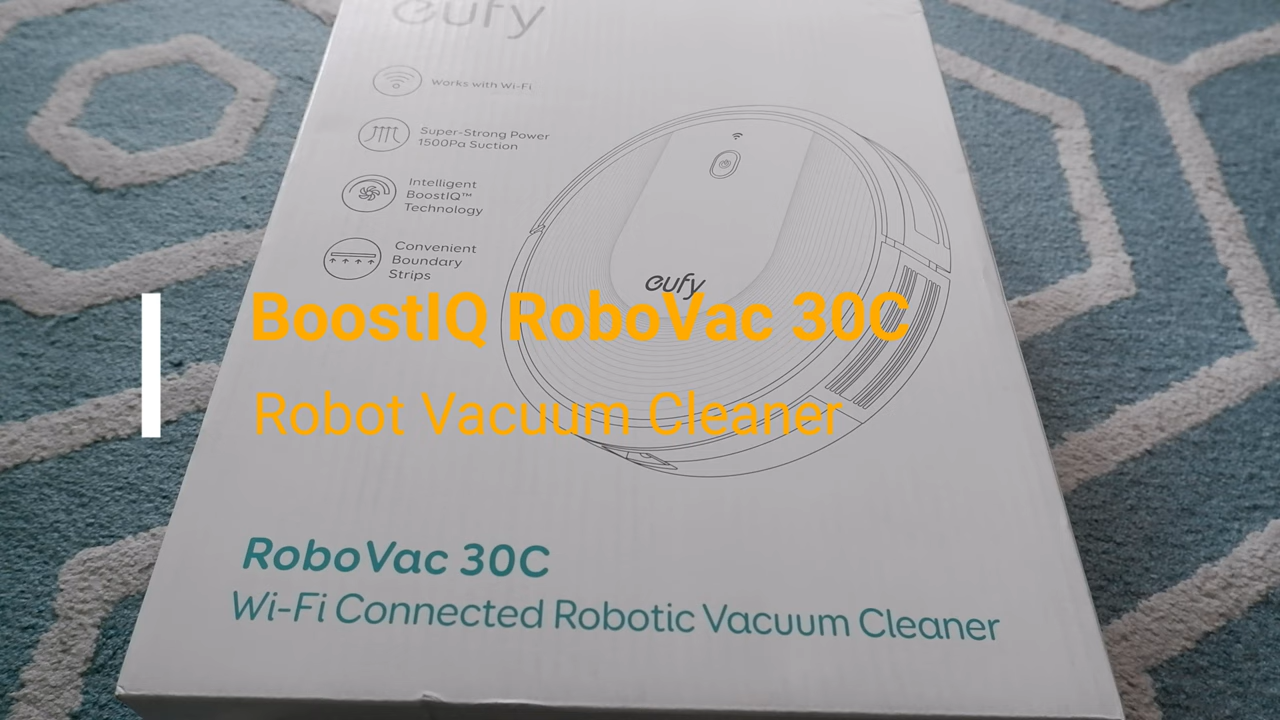 eufy
Works with Wi-Fi
Super-Strong Power
1500Pa Suction
Intelligent
BoostIQ™
Technology
Convenient
Boundary
Strips
eufy
BoostIQ RoboVac 30C
Robot Vacuum Cleaner
RoboVac 30C
Wi-Fi Connected Robotic Vacuum Cleaner